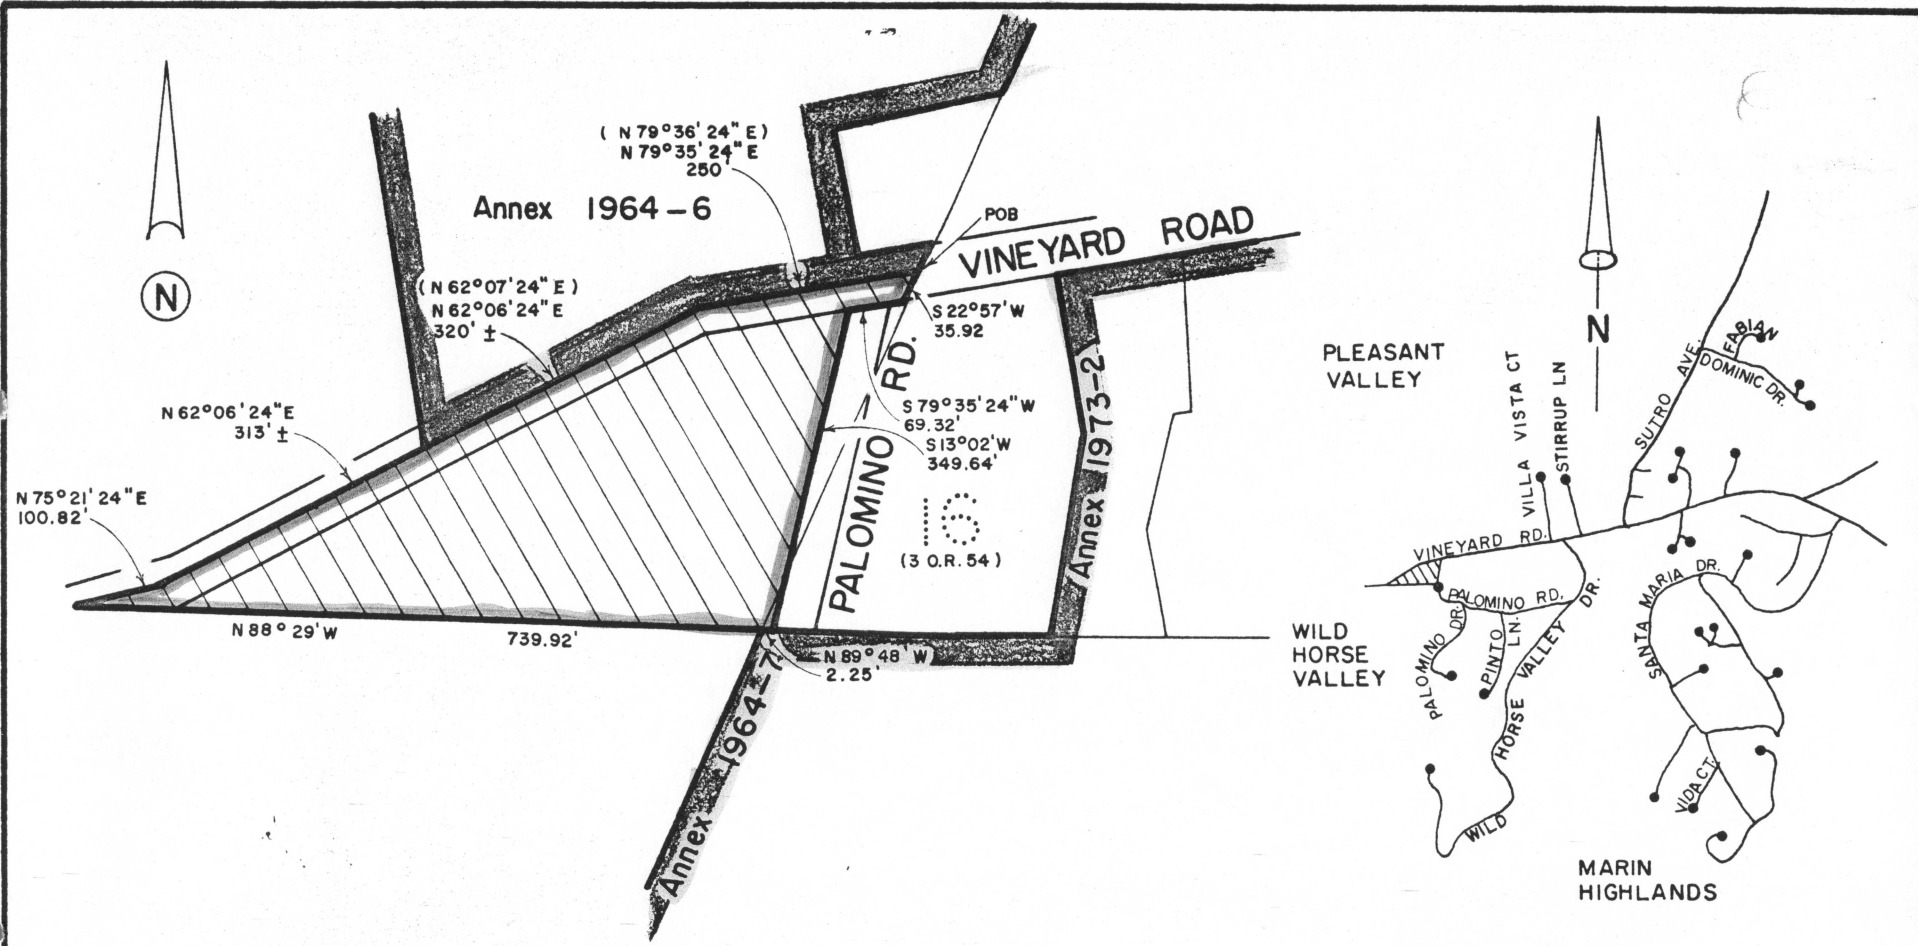 ( N 79°36' 24" E)
N 79°35' 24" E
250'
Annex 1964-6
POB
VINEYARD ROAD
N
( N 62°07' 24" E )
N 62°06' 24" E
320' ±
S 22°57' W
35.92
N 62°06' 24" E
313' ±
S 79°35' 24" W
69.32'
S 13°02' W
349.64'
N 75°21' 24" E
100.82'
PALOMINO RD.
16
(3 O.R. 54)
Annex 1973-2
N 88° 29' W
739.92'
N 89°48' W
2.25'
Annex 1964-7
N
PLEASANT
VALLEY
VILLA VISTA CT
STIRRUP LN
SUTRO AVE.
FABIAN
DOMINIC DR.
VINEYARD RD.
PALOMINO RD.
PALOMINO DR.
PINTO LN.
WILD HORSE VALLEY DR.
SANTA MARIA DR.
WILD
HORSE
VALLEY
VIDA CT.
MARIN
HIGHLANDS